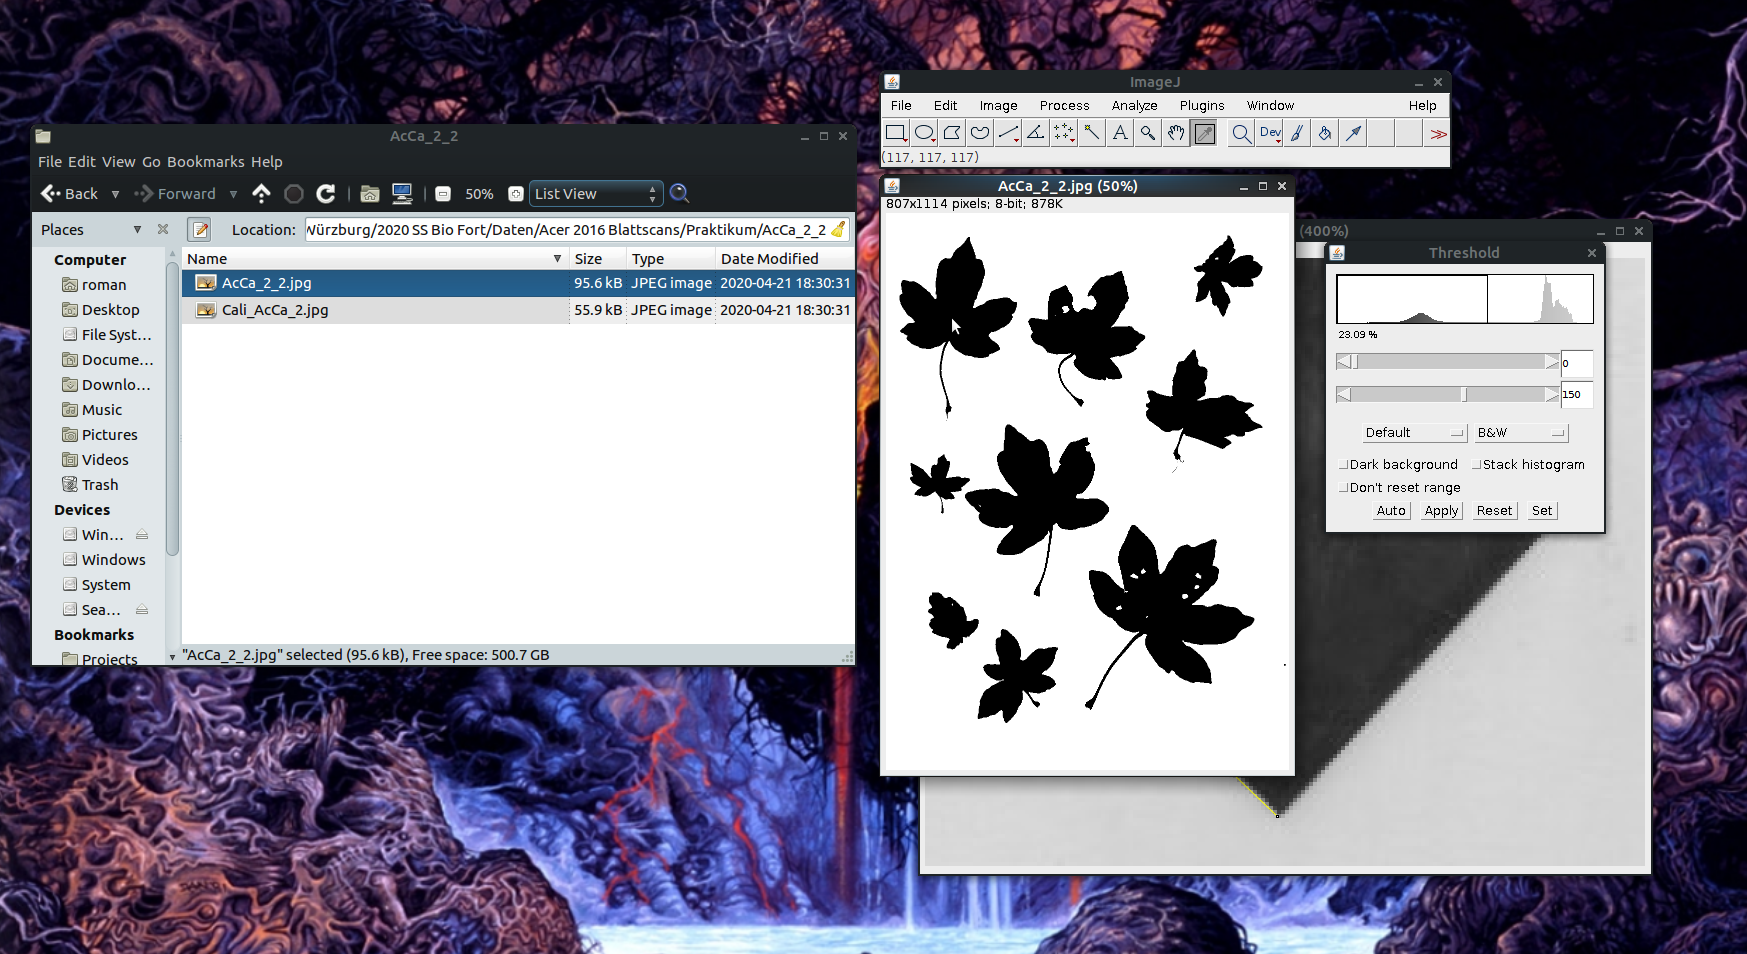 AcCa_2_2
File Edit View Go Bookmarks Help
Back Forward 50% List View
Places
Location: Würzburg/2020 SS Bio Fort/Daten/Acer 2016 Blattscans/Praktikum/AcCa_2_2
Computer
roman
Desktop
File Syst...
Docume...
Downlo...
Music
Pictures
Videos
Trash
Devices
Win...
Windows
System
Sea...
Bookmarks
Projects
Name Size Type Date Modified
AcCa_2_2.jpg 95.6 kB JPEG image 2020-04-21 18:30:31
Cali_AcCa_2.jpg 55.9 kB JPEG image 2020-04-21 18:30:31
"AcCa_2_2.jpg" selected (95.6 kB), Free space: 500.7 GB
ImageJ
File Edit Image Process Analyze Plugins Window Help
A Dev
(117, 117, 117)
AcCa_2_2.jpg (50%)
807x1114 pixels; 8-bit; 878K
(400%)
Threshold
23.09 %
0
150
Default B&W
Dark background Stack histogram
Don't reset range
Auto Apply Reset Set